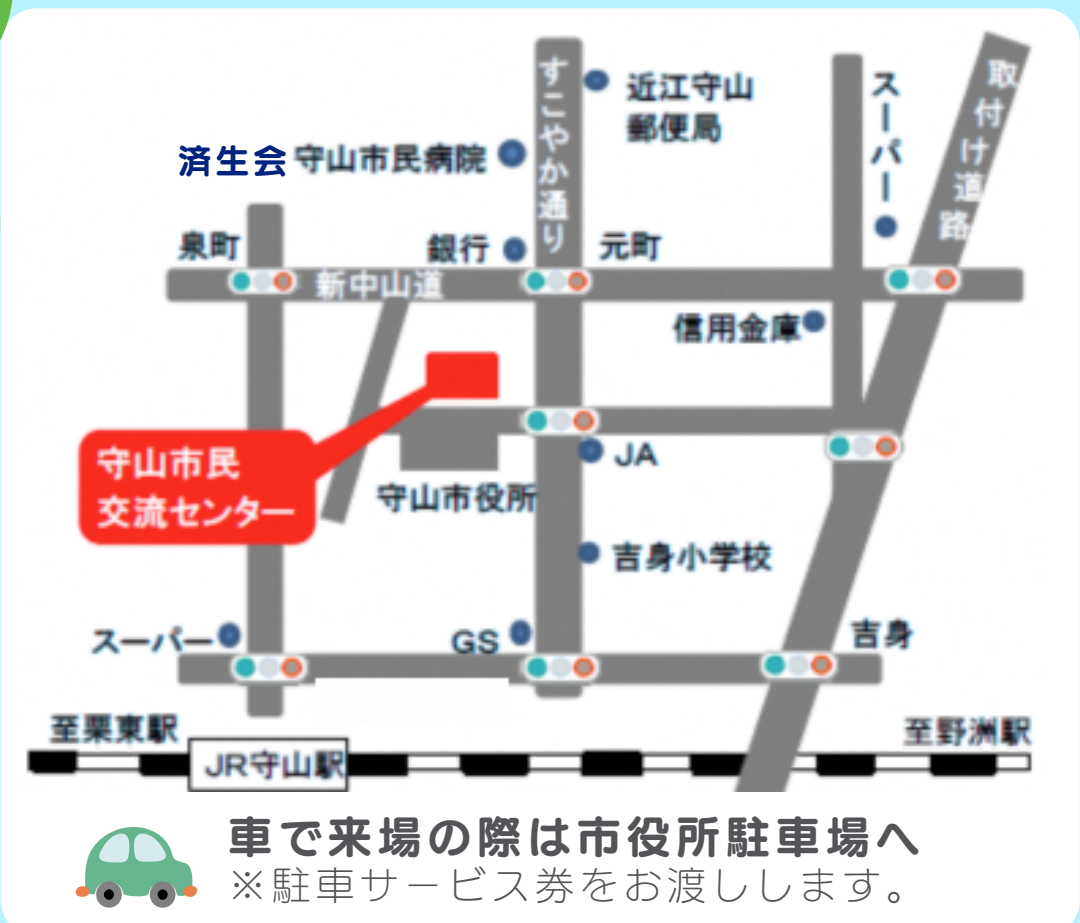 すこやか通り
近江守山
郵便局
スーパー
取付け道路
済生会 守山市民病院
泉町
銀行
元町
新中山道
信用金庫
守山市民
交流センター
JA
守山市役所
吉身小学校
スーパー
GS
吉身
至栗東駅
至野洲駅
JR守山駅
車で来場の際は市役所駐車場へ
※駐車サービス券をお渡しします。